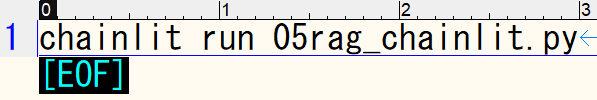 0 1 2 3
1 chainlit run 05rag_chainlit.py←
[EOF]